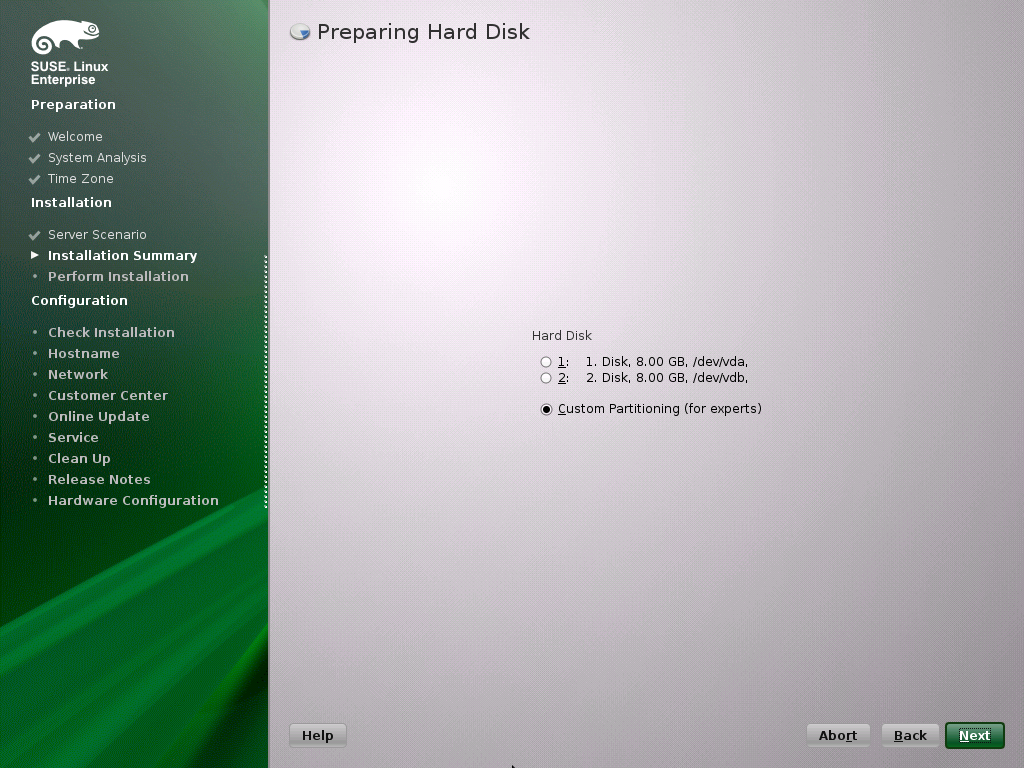 SUSE. Linux
Enterprise
Preparation
Welcome
System Analysis
Time Zone
Installation
Server Scenario
Installation Summary
Perform Installation
Configuration
Check Installation
Hostname
Network
Customer Center
Online Update
Service
Clean Up
Release Notes
Hardware Configuration
Preparing Hard Disk
Hard Disk
1: 1. Disk, 8.00 GB, /dev/vda,
2: 2. Disk, 8.00 GB, /dev/vdb,
Custom Partitioning (for experts)
Help Abort Back Next